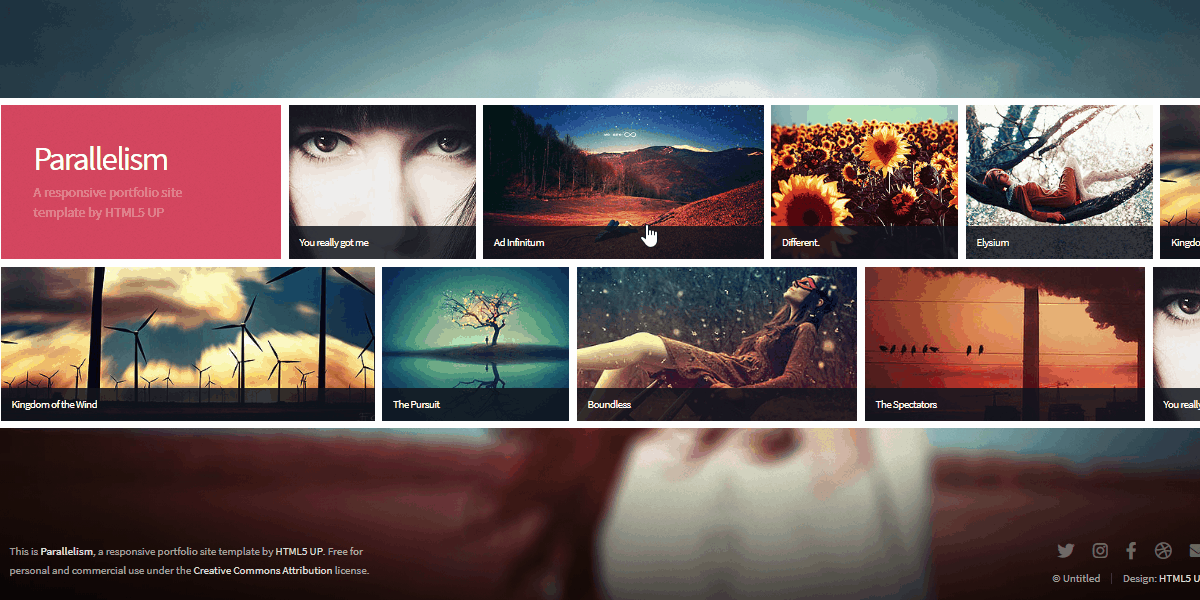 Parallelism
A responsive portfolio site
template by HTML5 UP
You really got me
Ad Infinitum
Different.
Elysium
Kingdo
Kingdom of the Wind
The Pursuit
Boundless
The Spectators
You really
This is Parallelism, a responsive portfolio site template by HTML5 UP. Free for
personal and commercial use under the Creative Commons Attribution license.
© Untitled
Design: HTML5 U